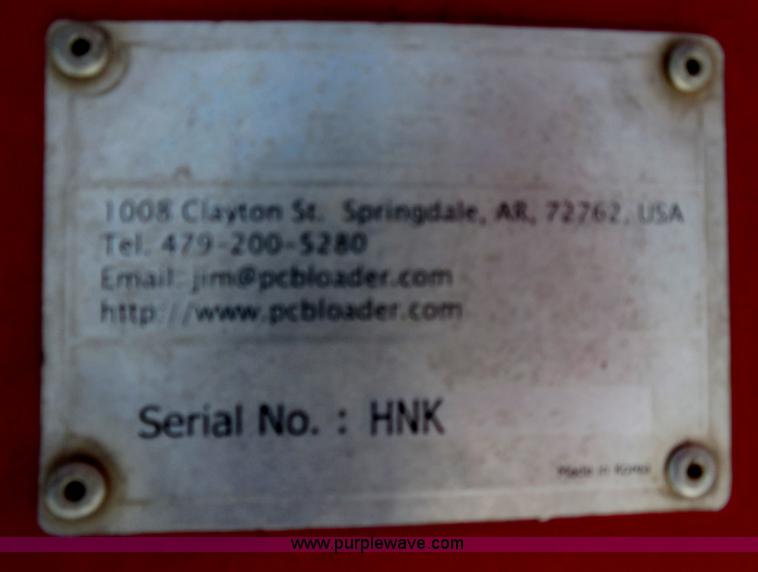 1008 Clayton St. Springdale, AR, 72762, USA
Tel. 479-200-5280
Email: jim@pcbloader.com
http://www.pcbloader.com
Serial No. : HNK
Made in Korea
www.purplewave.com